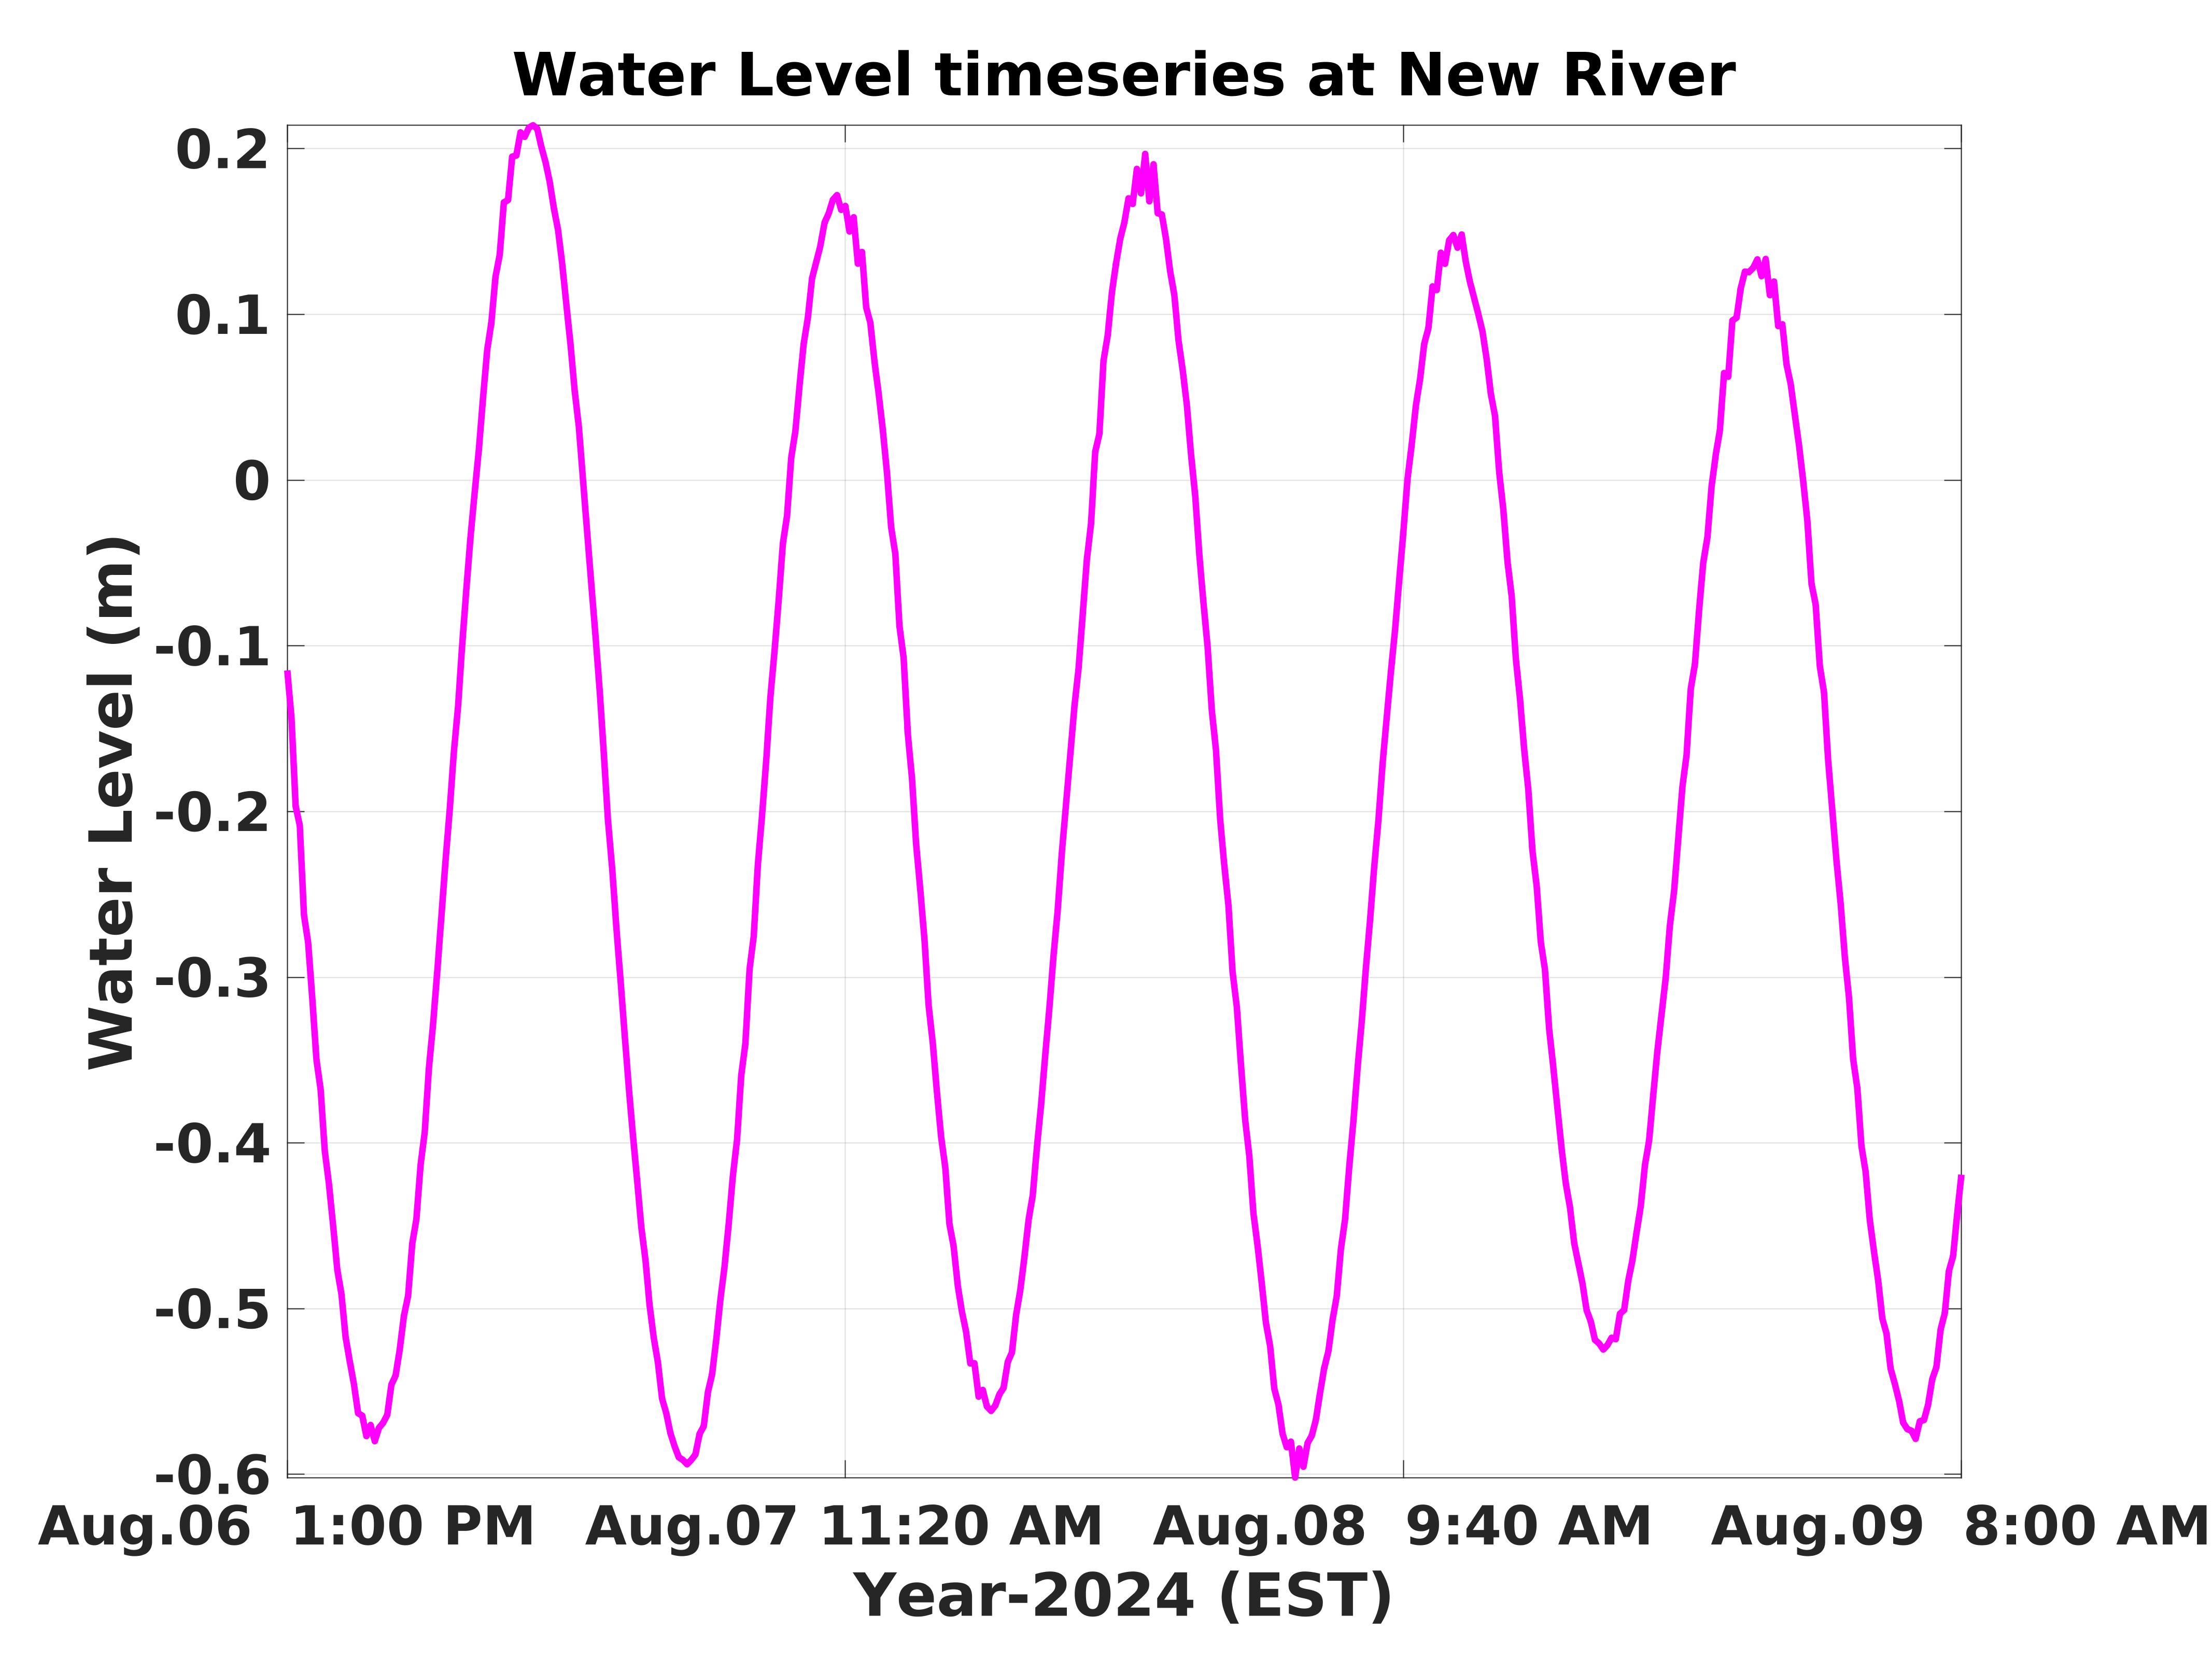 Water Level timeseries at New River
Water Level (m)
0.2
0.1
0
-0.1
-0.2
-0.3
-0.4
-0.5
-0.6
Aug.06 1:00 PM Aug.07 11:20 AM Aug.08 9:40 AM Aug.09 8:00 AM
Year-2024 (EST)